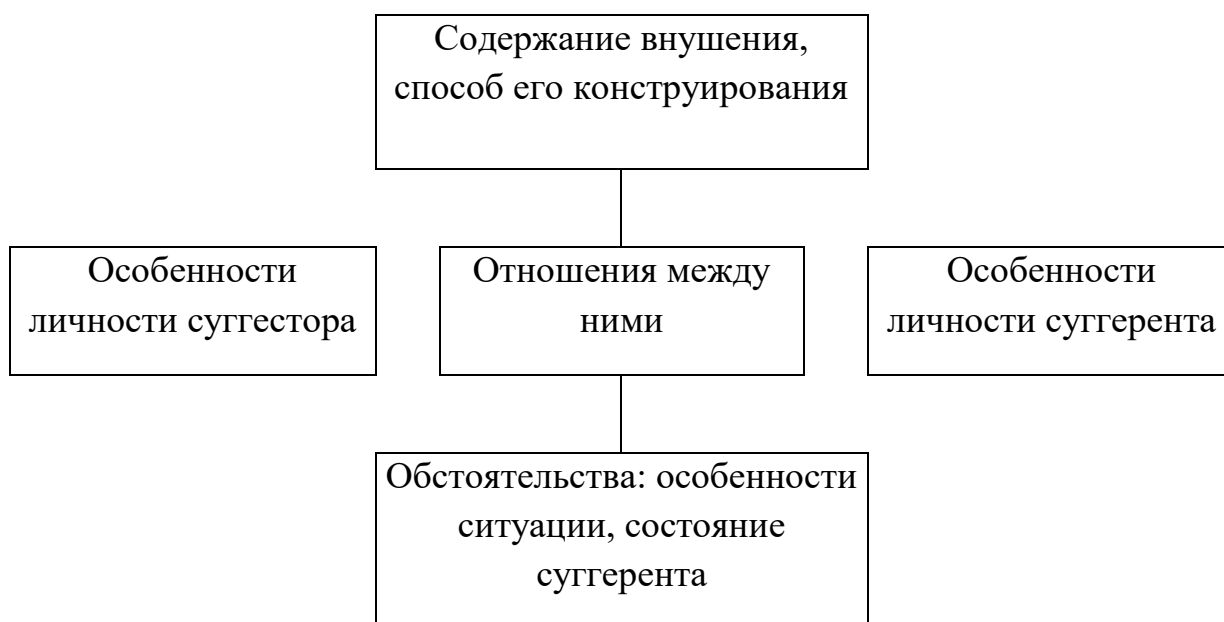 Содержание внушения,
способ его конструирования
Особенности
личности суггестора
Отношения между
ними
Особенности
личности суггерента
Обстоятельства: особенности
ситуации, состояние
суггерента